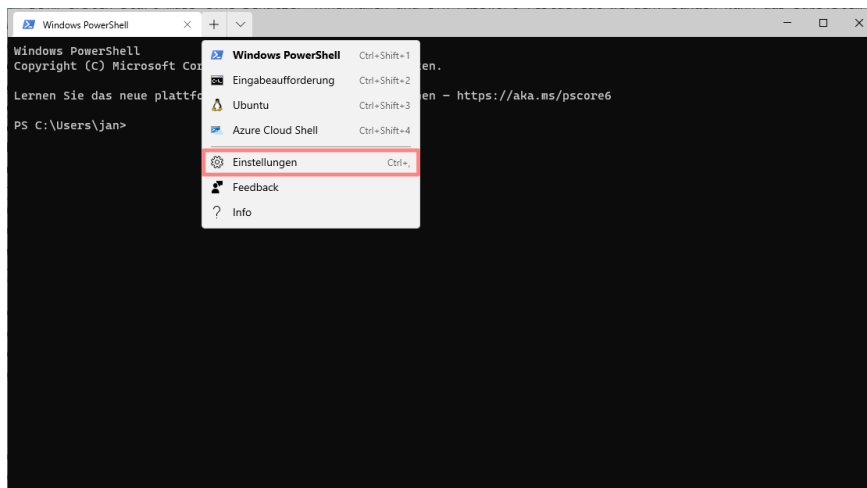 Windows PowerShell
Windows PowerShell
Copyright (C) Microsoft Cor
en.
Lernen Sie das neue plattfo
en – https://aka.ms/pscore6
PS C:\Users\jan>
Windows PowerShell Ctrl+Shift+1
Eingabeaufforderung Ctrl+Shift+2
Ubuntu Ctrl+Shift+3
Azure Cloud Shell Ctrl+Shift+4
Einstellungen Ctrl+,
Feedback
Info